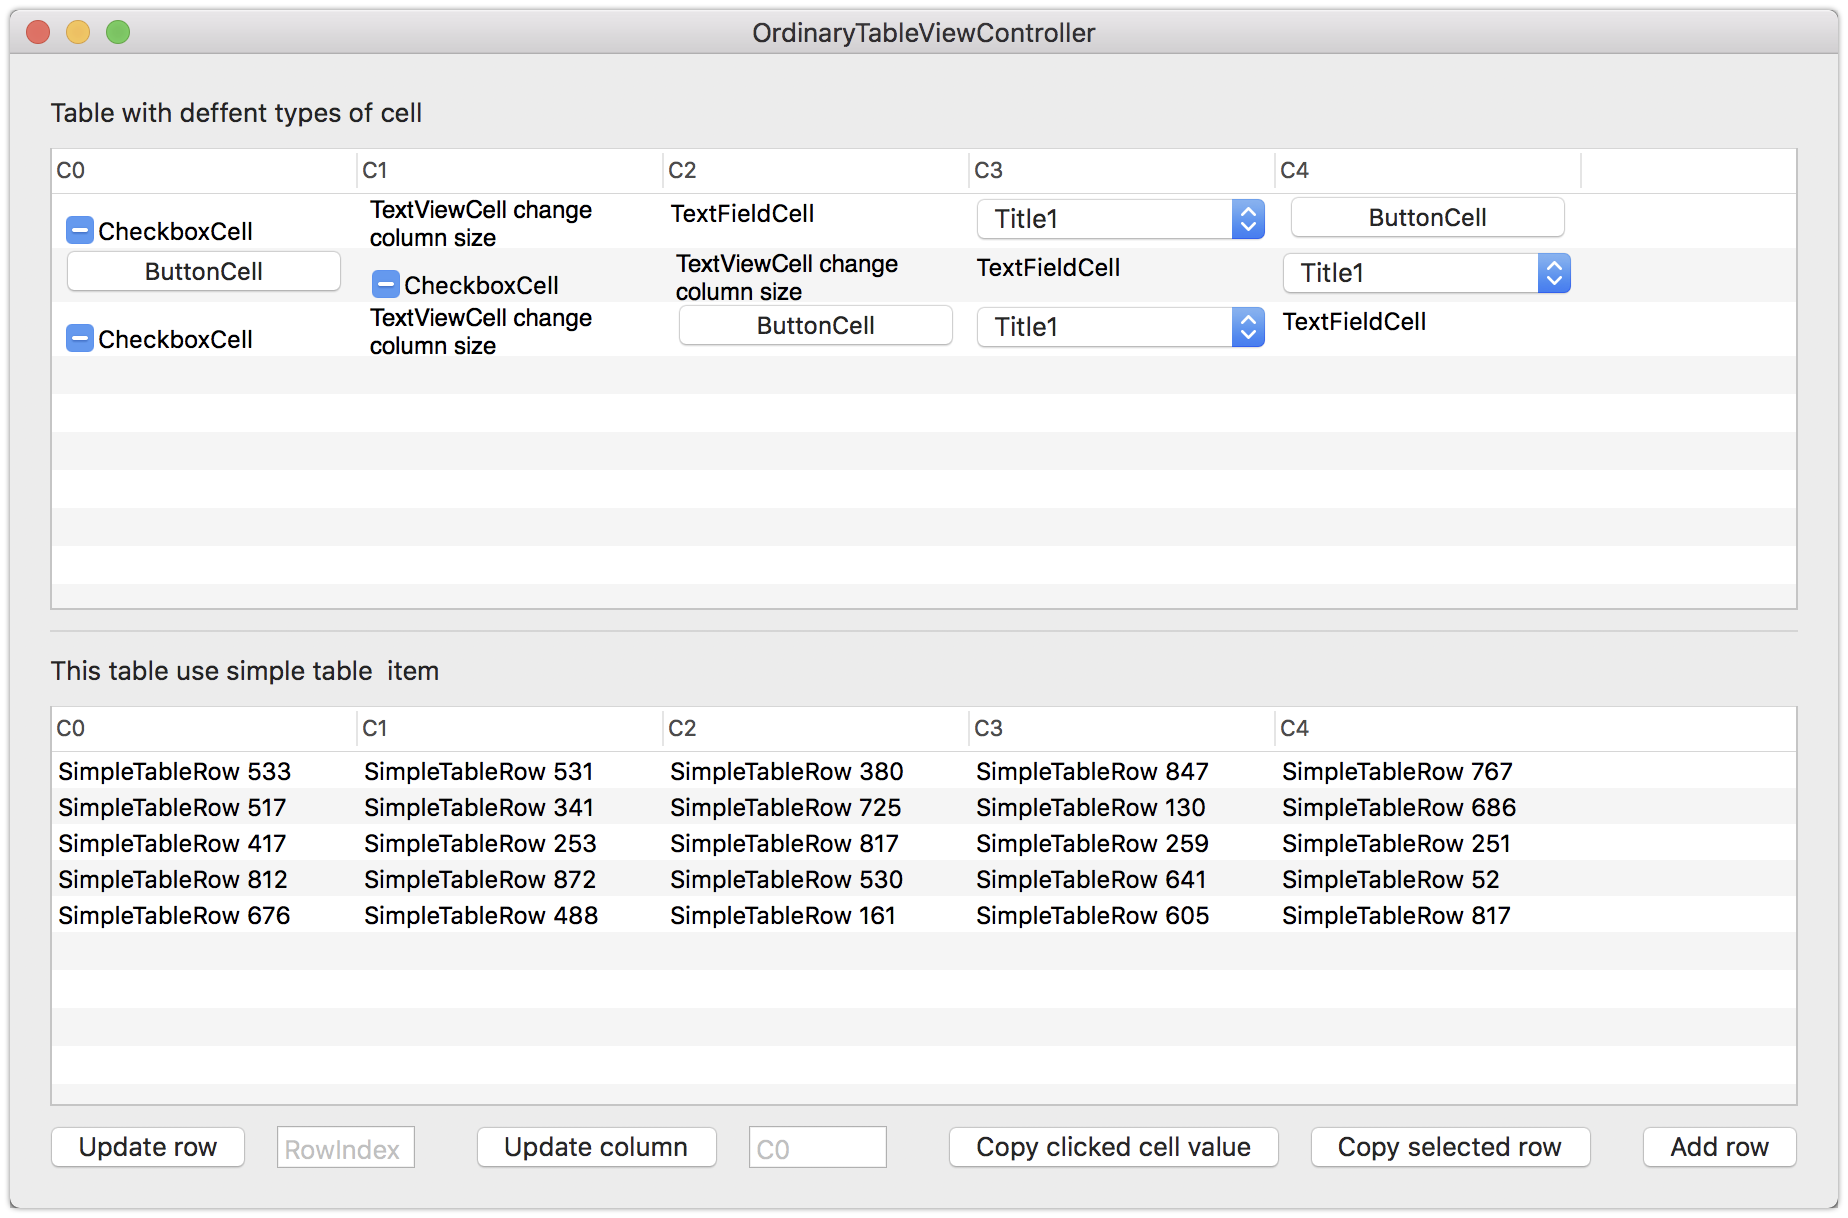 OrdinaryTableViewController
Table with deffent types of cell
C0 C1 C2 C3 C4
CheckboxCell TextViewCell change column size TextFieldCell Title1 ButtonCell
ButtonCell CheckboxCell TextViewCell change column size TextFieldCell Title1
CheckboxCell TextViewCell change column size ButtonCell Title1 TextFieldCell
This table use simple table  item
C0 C1 C2 C3 C4
SimpleTableRow 533 SimpleTableRow 531 SimpleTableRow 380 SimpleTableRow 847 SimpleTableRow 767
SimpleTableRow 517 SimpleTableRow 341 SimpleTableRow 725 SimpleTableRow 130 SimpleTableRow 686
SimpleTableRow 417 SimpleTableRow 253 SimpleTableRow 817 SimpleTableRow 259 SimpleTableRow 251
SimpleTableRow 812 SimpleTableRow 872 SimpleTableRow 530 SimpleTableRow 641 SimpleTableRow 52
SimpleTableRow 676 SimpleTableRow 488 SimpleTableRow 161 SimpleTableRow 605 SimpleTableRow 817
Update row RowIndex Update column C0 Copy clicked cell value Copy selected row Add row